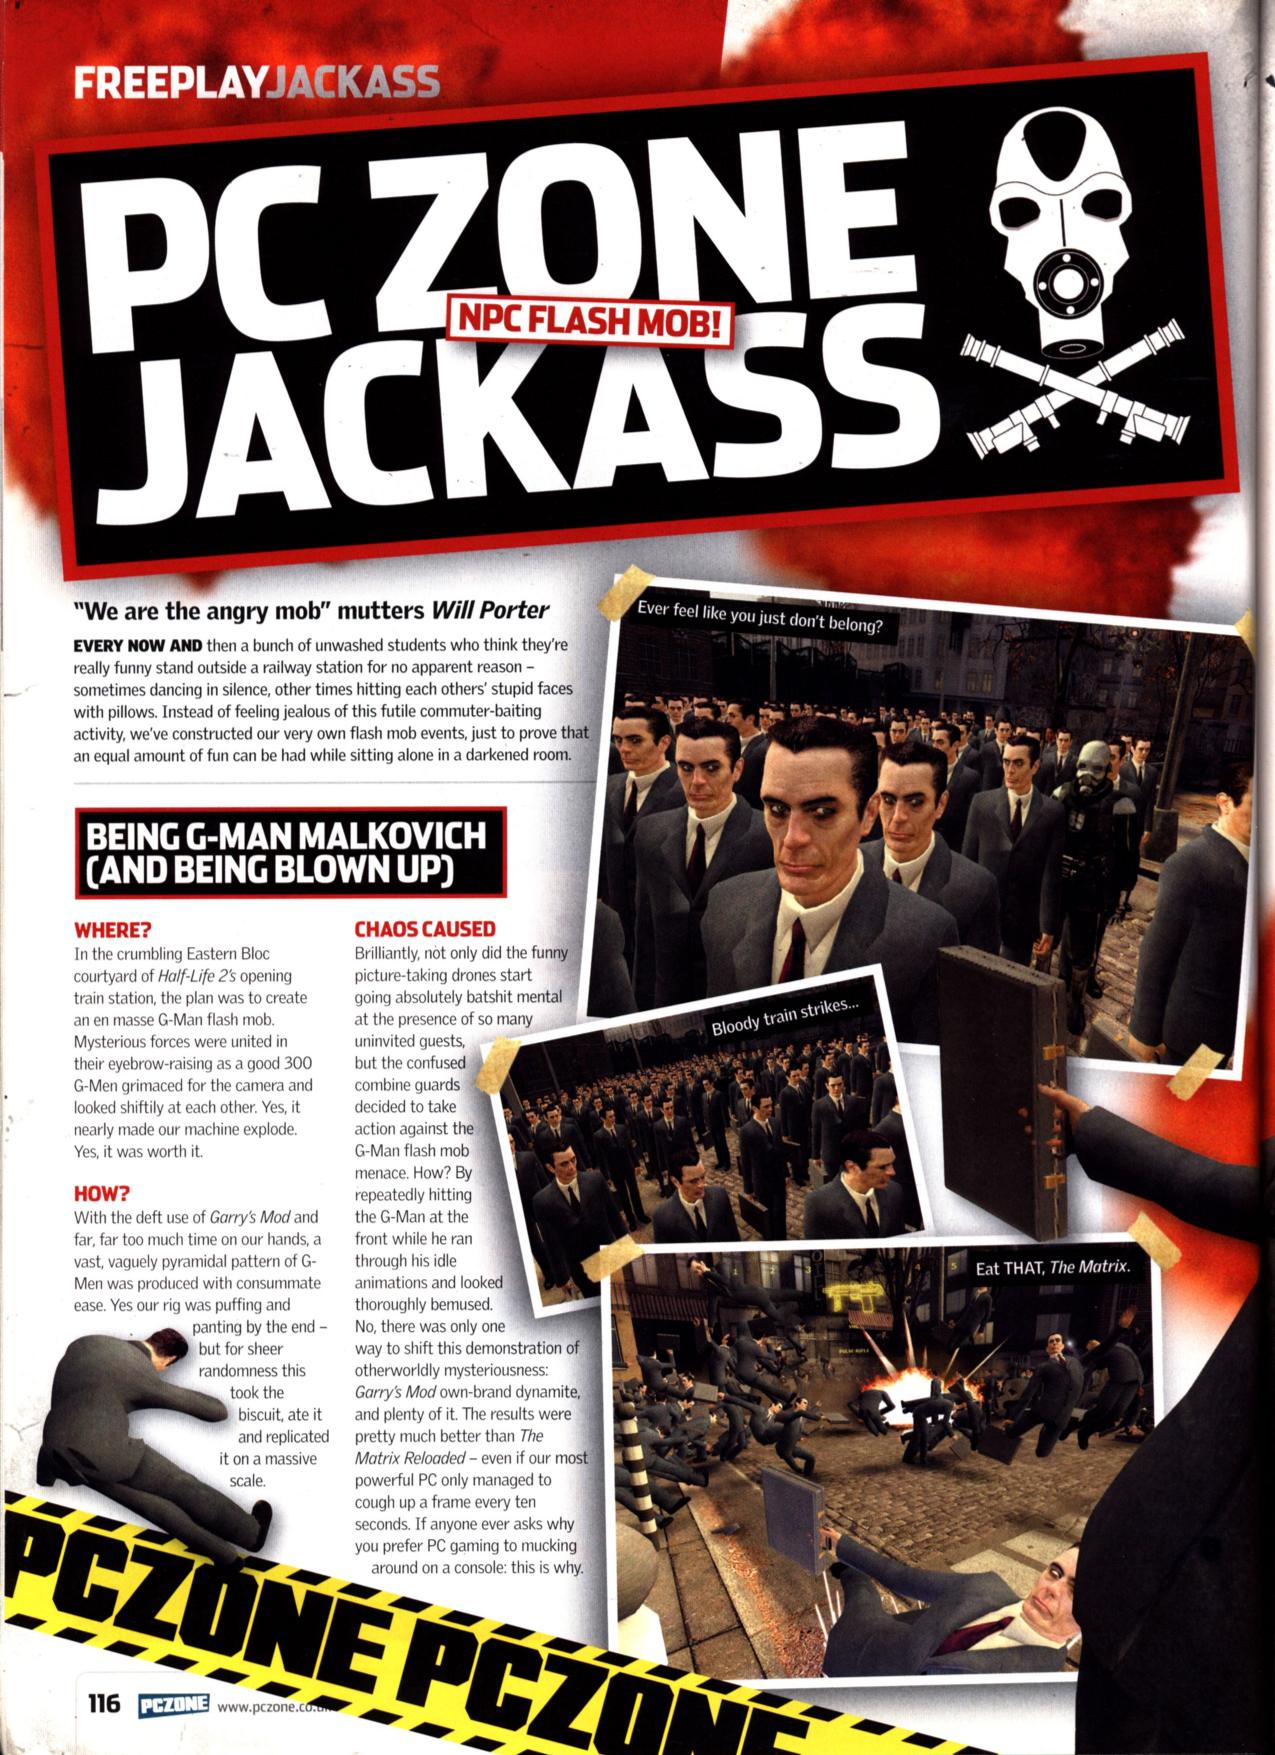 FREEPLAYJACKASS
PC ZONE
NPC FLASH MOB!
JACKASS
"We are the angry mob" mutters Will Porter
EVERY NOW AND then a bunch of unwashed students who think they're
really funny stand outside a railway station for no apparent reason –
sometimes dancing in silence, other times hitting each others' stupid faces
with pillows. Instead of feeling jealous of this futile commuter-baiting
activity, we've constructed our very own flash mob events, just to prove that
an equal amount of fun can be had while sitting alone in a darkened room.
BEING G-MAN MALKOVICH
(AND BEING BLOWN UP)
WHERE?
In the crumbling Eastern Bloc
courtyard of Half-Life 2's opening
train station, the plan was to create
an en masse G-Man flash mob.
Mysterious forces were united in
their eyebrow-raising as a good 300
G-Men grimaced for the camera and
looked shiftily at each other. Yes, it
nearly made our machine explode.
Yes, it was worth it.
HOW?
With the deft use of Garry's Mod and
far, far too much time on our hands, a
vast, vaguely pyramidal pattern of G-
Men was produced with consummate
ease. Yes our rig was puffing and
panting by the end –
but for sheer
randomness this
took the
biscuit, ate it
and replicated
it on a massive
scale.
CHAOS CAUSED
Brilliantly, not only did the funny
picture-taking drones start
going absolutely batshit mental
at the presence of so many
uninvited guests,
but the confused
combine guards
decided to take
action against the
G-Man flash mob
menace. How? By
repeatedly hitting
the G-Man at the
front while he ran
through his idle
animations and looked
thoroughly bemused.
No, there was only one
way to shift this demonstration of
otherworldly mysteriousness:
Garry's Mod own-brand dynamite,
and plenty of it. The results were
pretty much better than The
Matrix Reloaded – even if our most
powerful PC only managed to
cough up a frame every ten
seconds. If anyone ever asks why
you prefer PC gaming to mucking
around on a console: this is why.
Ever feel like you just don't belong?
Bloody train strikes...
Eat THAT, The Matrix.
1 2 3 4 5
PULSE RIFLE
PCZONE PCZONE
116 PCZONE www.pczone.co.u